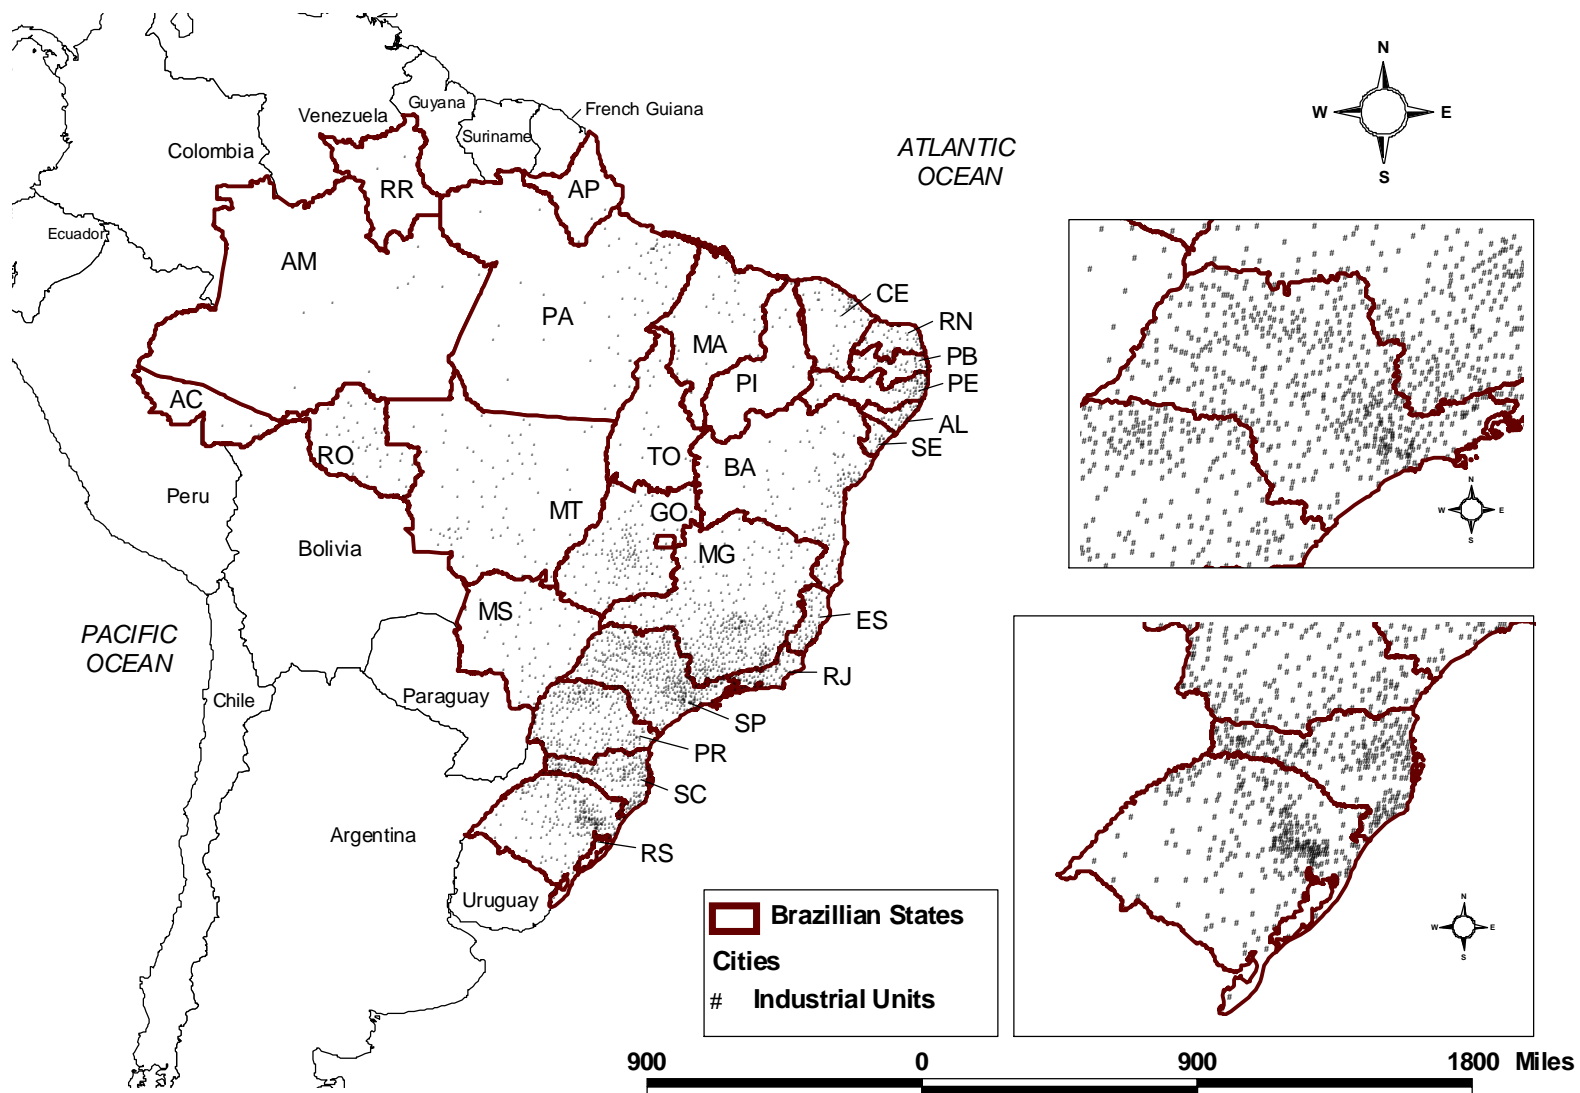 N
W
E
S
Venezuela
Guyana
French Guiana
Suriname
Colombia
ATLANTIC
OCEAN
RR
AP
Ecuador
AM
CE
PA
RN
MA
PB
PI
PE
AC
AL
SE
RO
TO
BA
Peru
MT
GO
Bolivia
MG
N
W
E
S
MS
ES
PACIFIC
OCEAN
RJ
Chile
Paraguay
SP
PR
SC
Argentina
RS
Uruguay
Brazillian States
Cities
# Industrial Units
N
W
E
S
900 0 900 1800 Miles